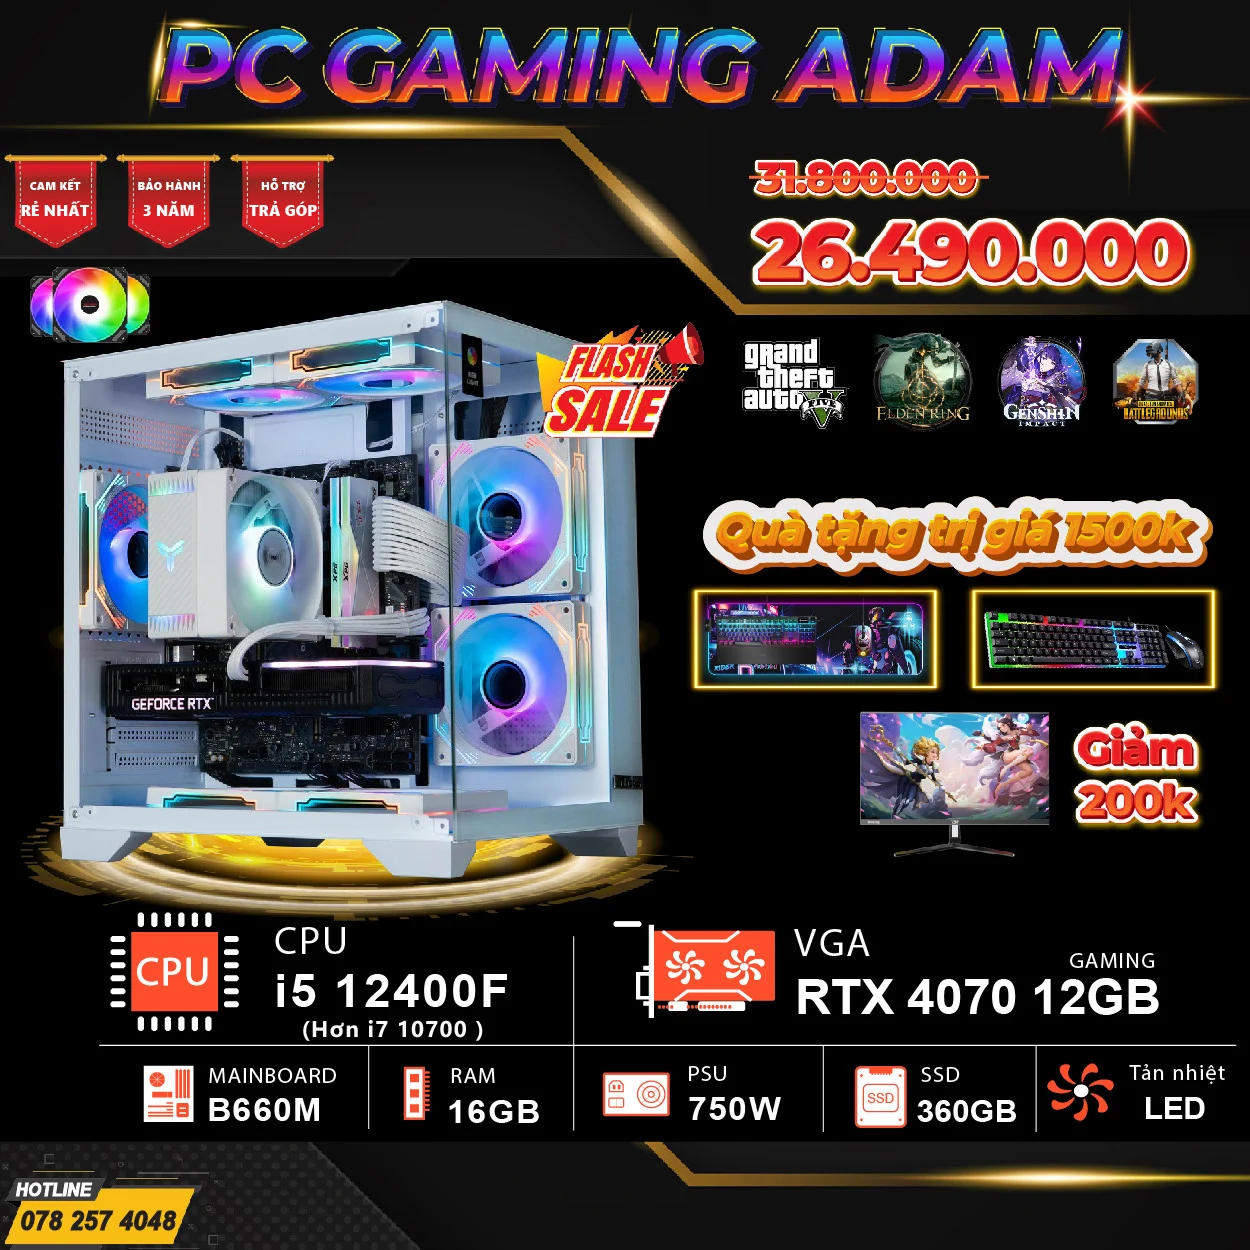 PC GAMING ADAM
CAM KẾT
RẺ NHẤT
BẢO HÀNH
3 NĂM
HỖ TRỢ
TRẢ GÓP
31.800.000
26.490.000
FLASH
SALE
grand
theft
auto
FIVE
ELDEN RING
GENSHIN
IMPACT
BATTLEGROUNDS
XPG
XPG
GEFORCE RTX
Quà tặng trị giá 1500k
Giảm
200k
CPU
CPU
i5 12400F
(Hơn i7 10700 )
VGA
GAMING
RTX 4070 12GB
MAINBOARD
B660M
RAM
16GB
PSU
750W
SSD
SSD
360GB
Tản nhiệt
LED
HOTLINE
078 257 4048